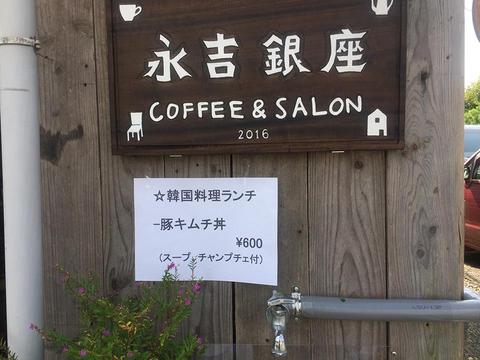 永吉銀座
COFFEE & SALON
2016
☆韓国料理ランチ
-豚キムチ丼
¥600
(スープ、チャンプチェ付)